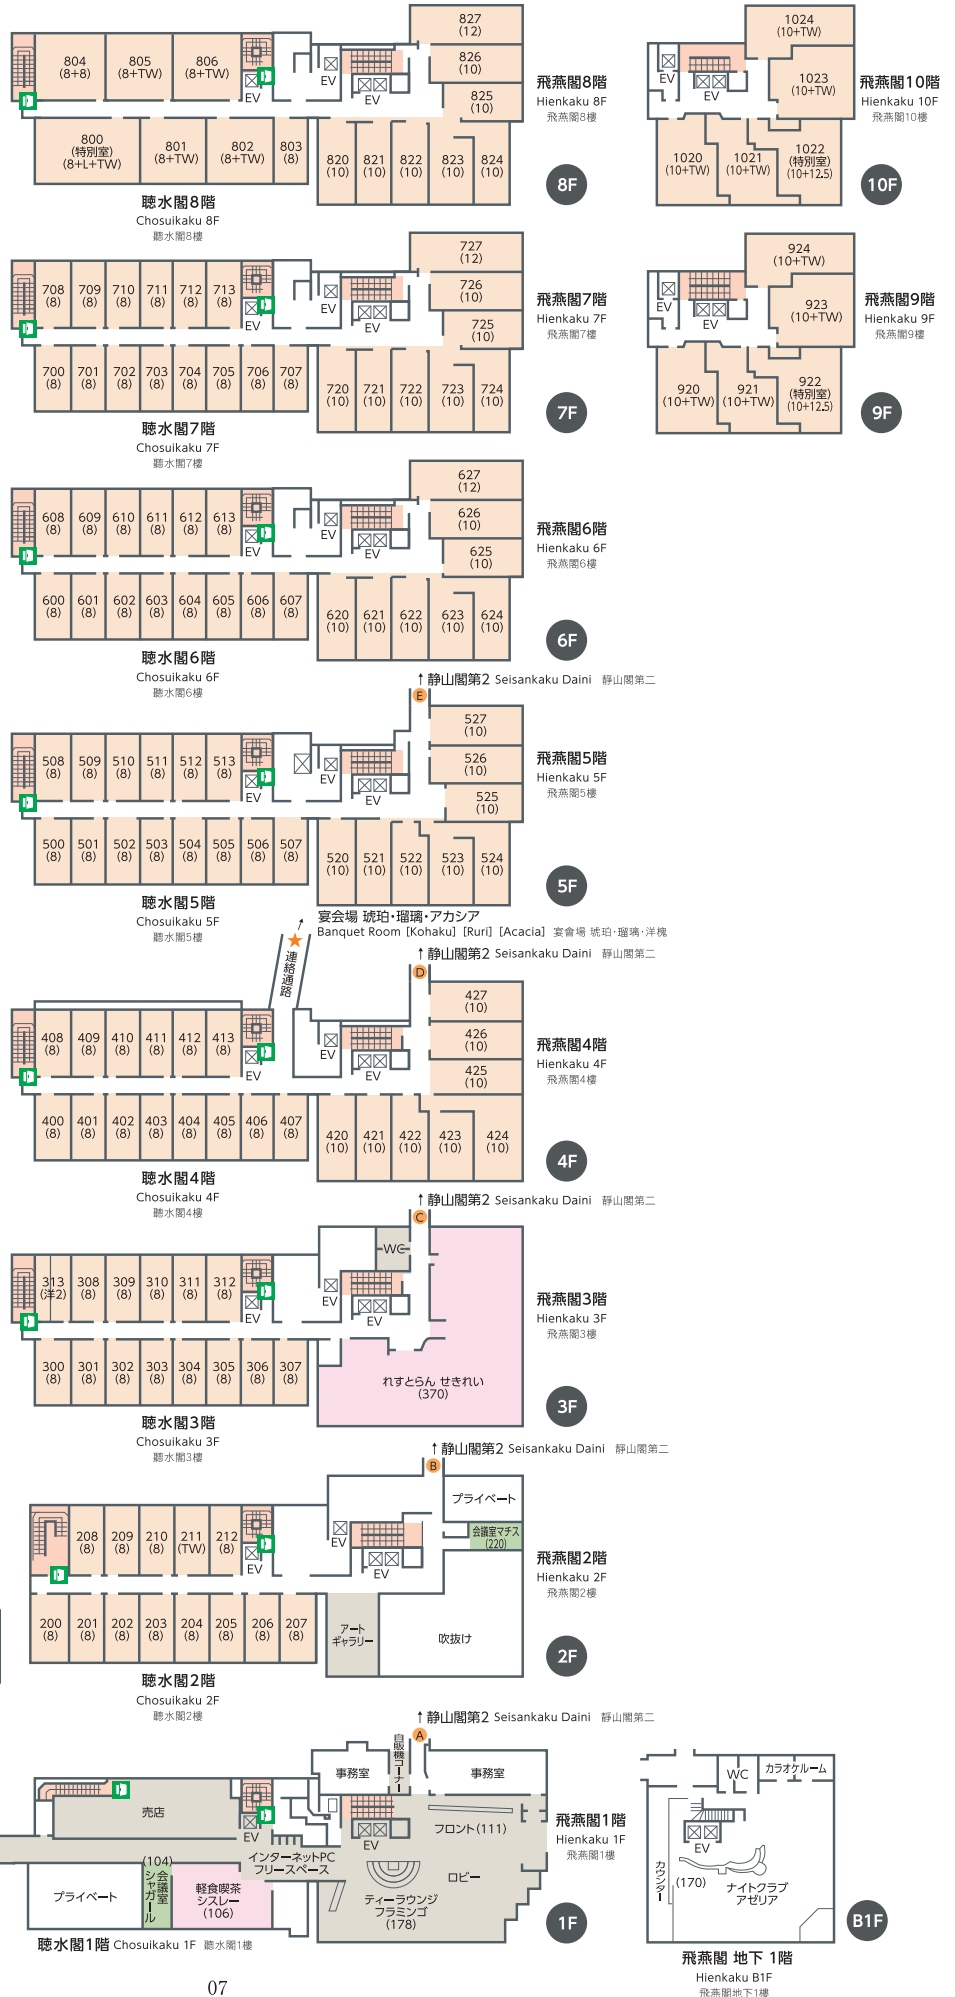 827
(12)
804
(8+8)
805
(8+TW)
806
(8+TW)
EV
EV
EV
826
(10)
825
(10)
800
(特別室)
(8+L+TW)
801
(8+TW)
802
(8+TW)
803
(8)
820
(10)
821
(10)
822
(10)
823
(10)
824
(10)
飛燕閣8階
Hienkaku 8F
飛燕閣8樓
8F
聴水閣8階
Chosuikaku 8F
聽水閣8樓
1024
(10+TW)
EV
EV
1023
(10+TW)
1020
(10+TW)
1021
(10+TW)
1022
(特別室)
(10+12.5)
飛燕閣10階
Hienkaku 10F
飛燕閣10樓
10F
727
(12)
708
(8)
709
(8)
710
(8)
711
(8)
712
(8)
713
(8)
EV
EV
EV
726
(10)
725
(10)
700
(8)
701
(8)
702
(8)
703
(8)
704
(8)
705
(8)
706
(8)
707
(8)
720
(10)
721
(10)
722
(10)
723
(10)
724
(10)
飛燕閣7階
Hienkaku 7F
飛燕閣7樓
7F
聴水閣7階
Chosuikaku 7F
聽水閣7樓
924
(10+TW)
EV
EV
923
(10+TW)
920
(10+TW)
921
(10+TW)
922
(特別室)
(10+12.5)
飛燕閣9階
Hienkaku 9F
飛燕閣9樓
9F
627
(12)
608
(8)
609
(8)
610
(8)
611
(8)
612
(8)
613
(8)
EV
EV
EV
626
(10)
625
(10)
600
(8)
601
(8)
602
(8)
603
(8)
604
(8)
605
(8)
606
(8)
607
(8)
620
(10)
621
(10)
622
(10)
623
(10)
624
(10)
飛燕閣6階
Hienkaku 6F
飛燕閣6樓
6F
聴水閣6階
Chosuikaku 6F
聽水閣6樓
↑静山閣第2 Seisankaku Daini 靜山閣第二
E
527
(10)
508
(8)
509
(8)
510
(8)
511
(8)
512
(8)
513
(8)
EV
EV
EV
526
(10)
525
(10)
500
(8)
501
(8)
502
(8)
503
(8)
504
(8)
505
(8)
506
(8)
507
(8)
520
(10)
521
(10)
522
(10)
523
(10)
524
(10)
飛燕閣5階
Hienkaku 5F
飛燕閣5樓
5F
聴水閣5階
Chosuikaku 5F
聽水閣5樓
宴会場 琥珀・瑠璃・アカシア
Banquet Room [Kohaku] [Ruri] [Acacia] 宴會場 琥珀・瑠璃・洋槐
★
連絡通路
↑静山閣第2 Seisankaku Daini 靜山閣第二
D
427
(10)
408
(8)
409
(8)
410
(8)
411
(8)
412
(8)
413
(8)
EV
EV
EV
426
(10)
425
(10)
400
(8)
401
(8)
402
(8)
403
(8)
404
(8)
405
(8)
406
(8)
407
(8)
420
(10)
421
(10)
422
(10)
423
(10)
424
(10)
飛燕閣4階
Hienkaku 4F
飛燕閣4樓
4F
聴水閣4階
Chosuikaku 4F
聽水閣4樓
↑静山閣第2 Seisankaku Daini 靜山閣第二
C
WC
313
(洋2)
308
(8)
309
(8)
310
(8)
311
(8)
312
(8)
EV
EV
EV
300
(8)
301
(8)
302
(8)
303
(8)
304
(8)
305
(8)
306
(8)
307
(8)
れすとらん せきれい
(370)
飛燕閣3階
Hienkaku 3F
飛燕閣3樓
3F
聴水閣3階
Chosuikaku 3F
聽水閣3樓
↑静山閣第2 Seisankaku Daini 靜山閣第二
B
プライベート
会議室マチス
(220)
208
(8)
209
(8)
210
(8)
211
(TW)
212
(8)
EV
EV
EV
200
(8)
201
(8)
202
(8)
203
(8)
204
(8)
205
(8)
206
(8)
207
(8)
アート
ギャラリー
吹抜け
飛燕閣2階
Hienkaku 2F
飛燕閣2樓
2F
聴水閣2階
Chosuikaku 2F
聽水閣2樓
↑静山閣第2 Seisankaku Daini 靜山閣第二
A
自販機コーナー
事務室
事務室
売店
EV
EV
フロント(111)
インターネットPC
フリースペース
ロビー
ティーラウンジ
フラミンゴ
(178)
プライベート
(104)
会議室
シャガール
軽食喫茶
シスレー
(106)
飛燕閣1階
Hienkaku 1F
飛燕閣1樓
1F
聴水閣1階 Chosuikaku 1F 聽水閣1樓
WC
カラオケルーム
EV
カウンター
(170)
ナイトクラブ
アゼリア
B1F
飛燕閣 地下 1階
Hienkaku B1F
飛燕閣地下1樓
07